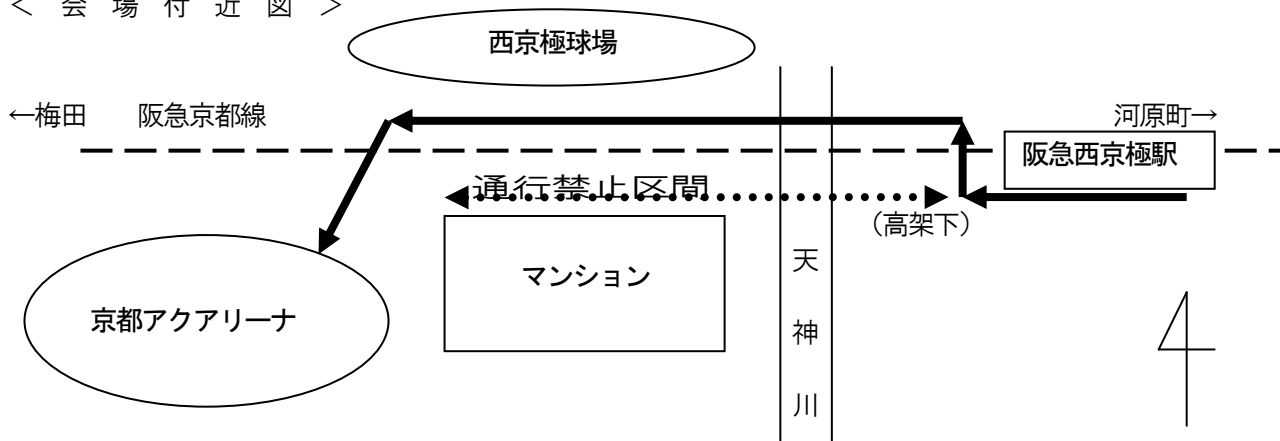 ＜ 会 場 付 近 図 ＞
西京極球場
←梅田 阪急京都線
河原町→
阪急西京極駅
通行禁止区間
（高架下）
マンション
天神川
京都アクアリーナ